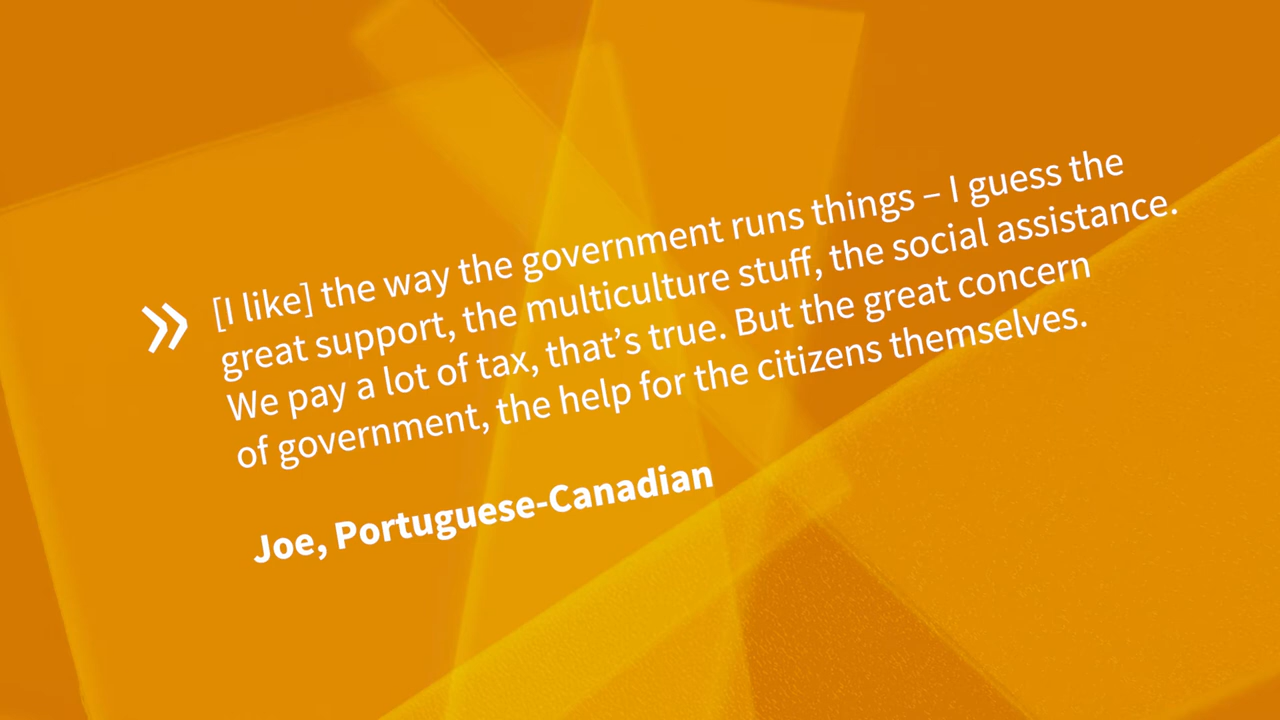 » [I like] the way the government runs things – I guess the
great support, the multiculture stuff, the social assistance.
We pay a lot of tax, that’s true. But the great concern
of government, the help for the citizens themselves.
Joe, Portuguese-Canadian